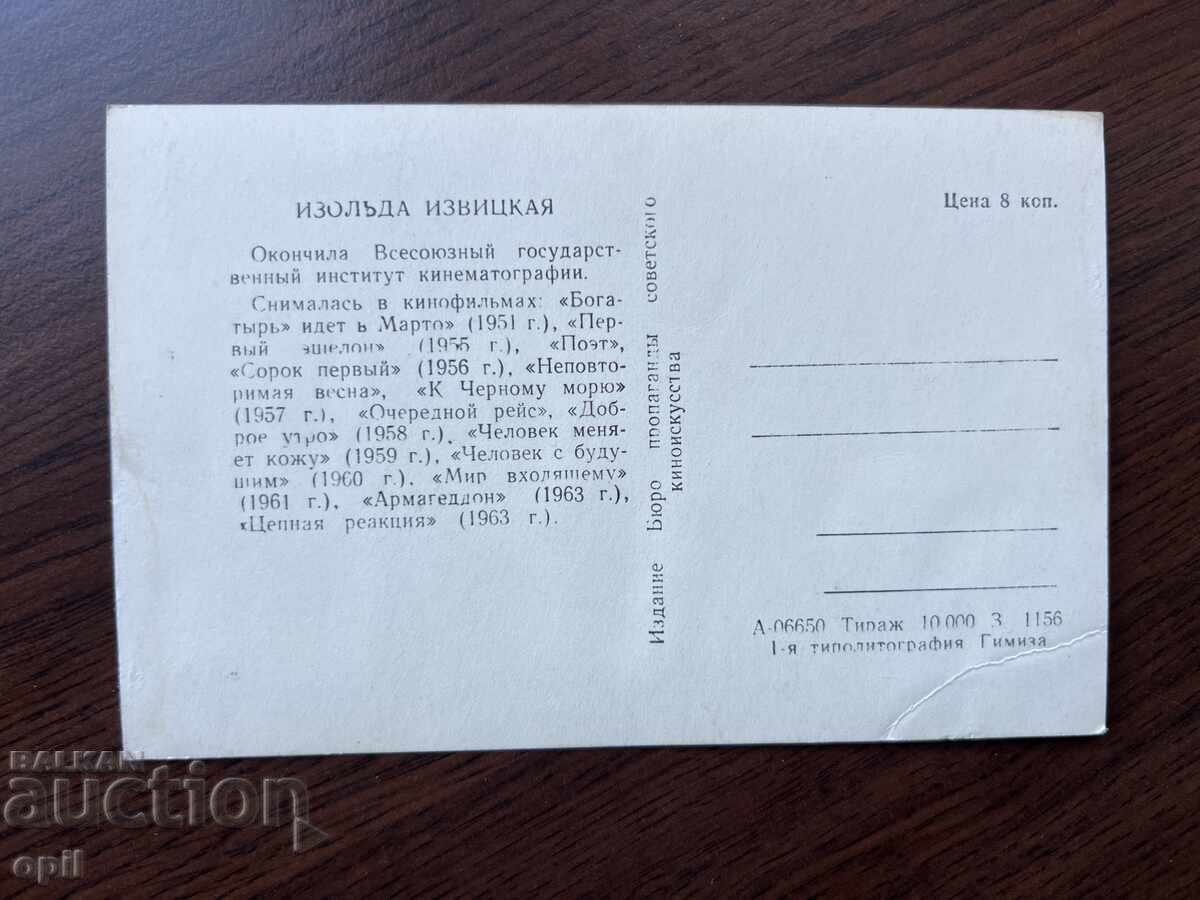 ИЗОЛЬДА ИЗВИЦКАЯ
Окончила Всесоюзный государст-
венный институт кинематографии.
Снималась в кинофильмах: «Бога-
тырь» идет в Марто» (1951 г.), «Пер-
вый эшелон» (1955 г.), «Поэт»,
«Сорок первый» (1956 г.), «Неповто-
римая весна», «К Черному морю»
(1957 г.), «Очередной рейс», «Доб-
рое утро» (1958 г.), «Человек меня-
ет кожу» (1959 г.), «Человек с буду-
щим» (1960 г.). «Мир входящему»
(1961 г.), «Армагеддон» (1963 г.),
«Цепная реакция» (1963 г.).
Издание Бюро пропаганды советского
киноискусства
Цена 8 коп.
А-06650 Тираж 10.000 З. 1156
1-я типолитография Гимиза
BALKAN
auction
opil